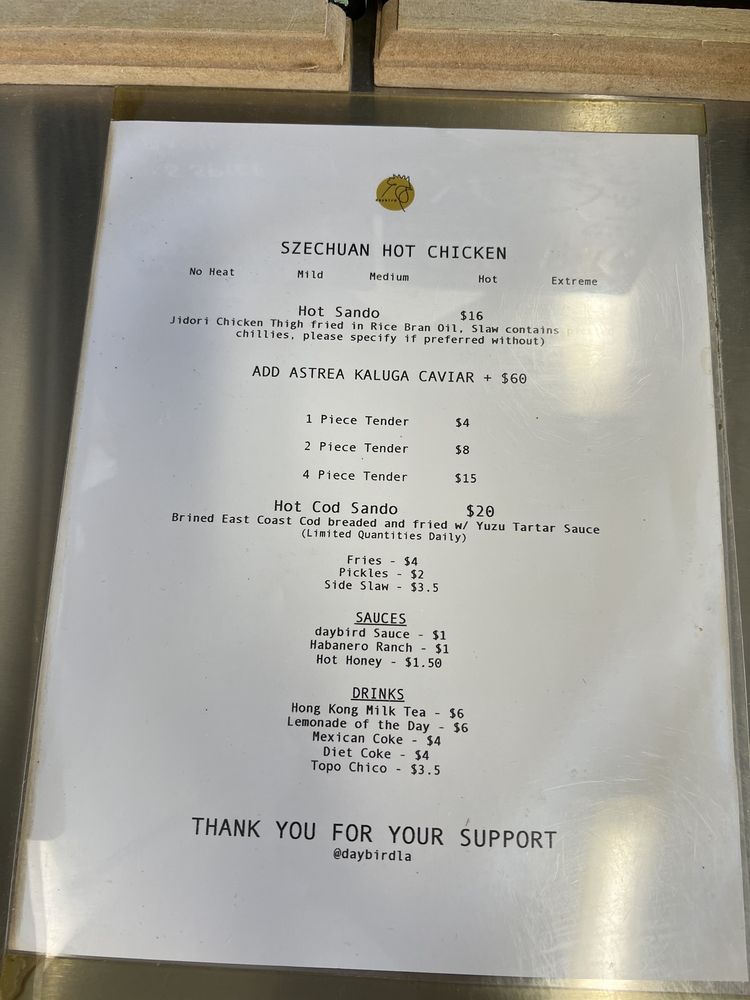 daybird
SZECHUAN HOT CHICKEN
No Heat Mild Medium Hot Extreme
Hot Sando $16
Jidori Chicken Thigh fried in Rice Bran Oil, Slaw contains
chillies, please specify if preferred without)
ADD ASTREA KALUGA CAVIAR + $60
1 Piece Tender $4
2 Piece Tender $8
4 Piece Tender $15
Hot Cod Sando $20
Brined East Coast Cod breaded and fried w/ Yuzu Tartar Sauce
(Limited Quantities Daily)
Fries - $4
Pickles - $2
Side Slaw - $3.5
SAUCES
daybird Sauce - $1
Habanero Ranch - $1
Hot Honey - $1.50
DRINKS
Hong Kong Milk Tea - $6
Lemonade of the Day - $6
Mexican Coke - $4
Diet Coke - $4
Topo Chico - $3.5
THANK YOU FOR YOUR SUPPORT
@daybirdla